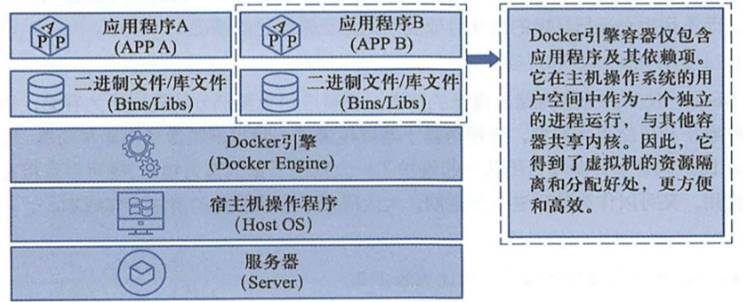 应用程序A
(APP A)
应用程序B
(APP B)
A
P P
A
P P
二进制文件/库文件
(Bins/Libs)
二进制文件/库文件
(Bins/Libs)
Docker引擎
(Docker Engine)
宿主机操作程序
(Host OS)
服务器
(Server)
Docker引擎容器仅包含
应用程序及其依赖项。
它在主机操作系统的用
户空间中作为一个独立
的进程运行，与其他容
器共享内核。因此，它
得到了虚拟机的资源隔
离和分配好处，更方便
和高效。